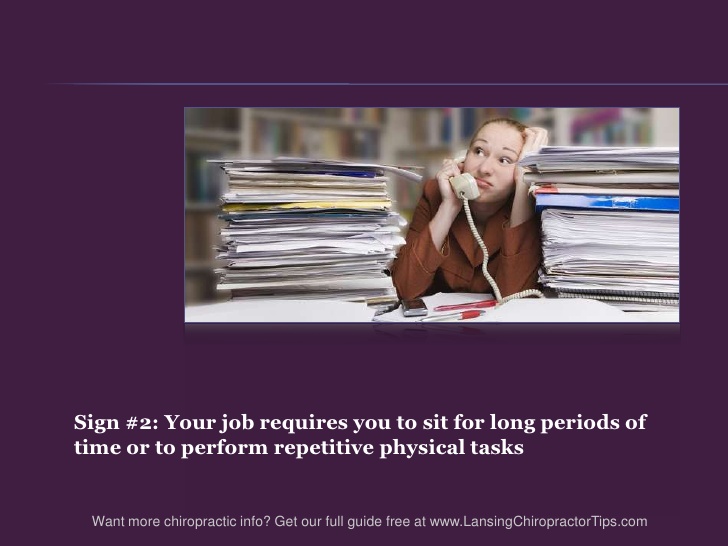 Sign #2: Your job requires you to sit for long periods of
time or to perform repetitive physical tasks
Want more chiropractic info? Get our full guide free at www.LansingChiropractorTips.com